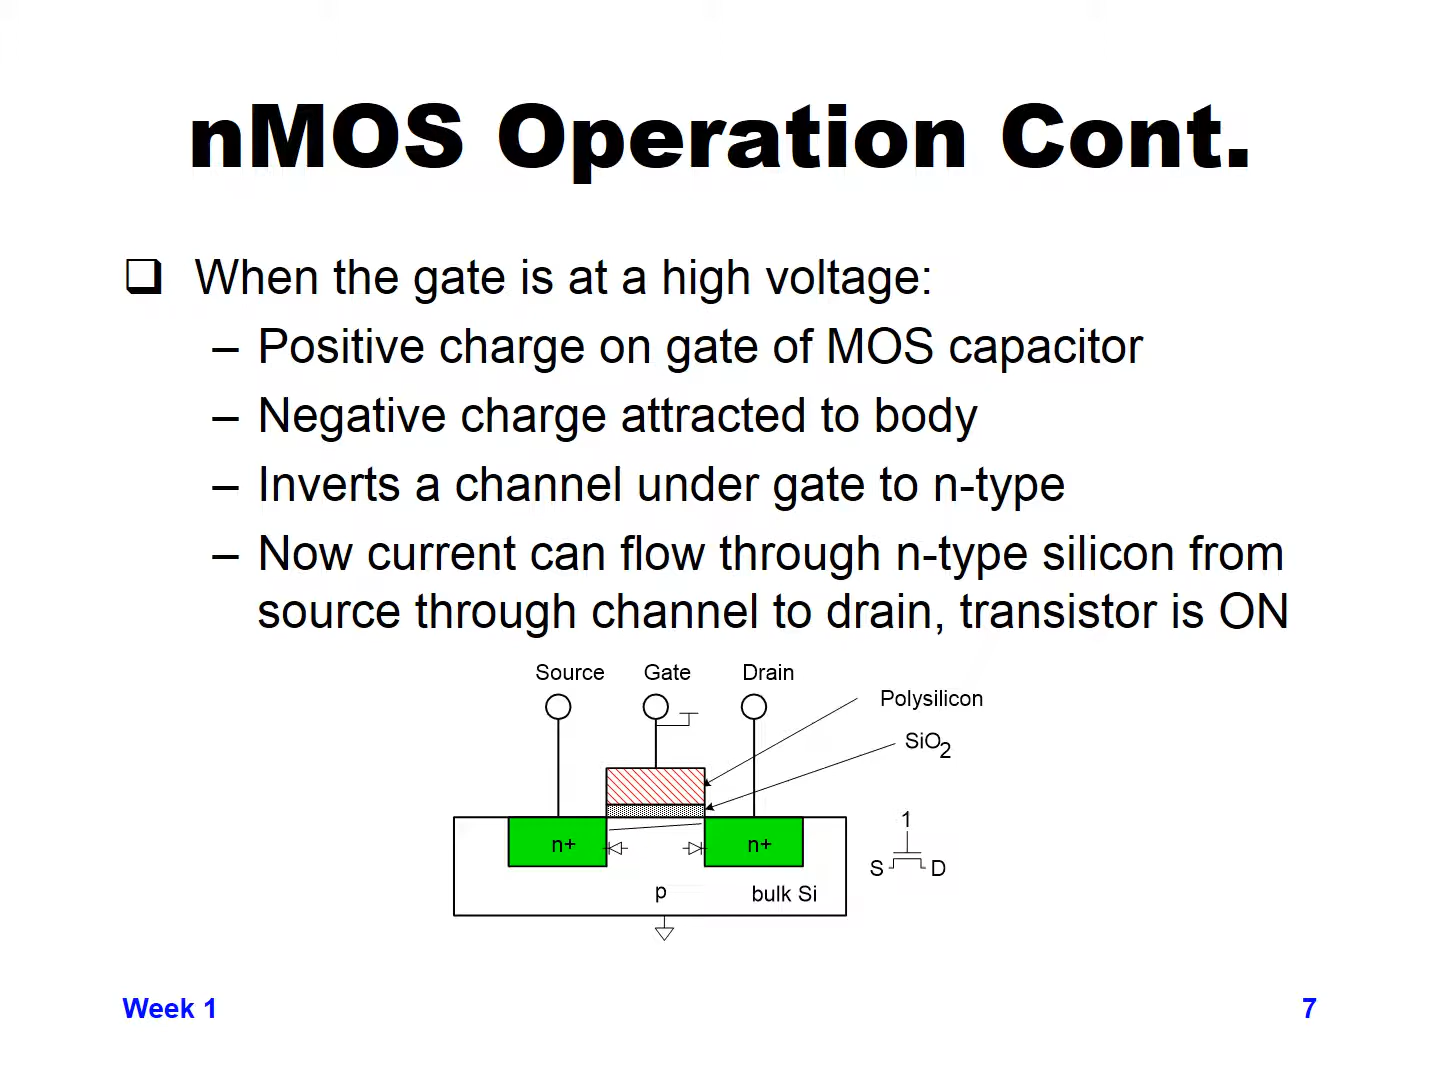 nMOS Operation Cont.
❑ When the gate is at a high voltage:
– Positive charge on gate of MOS capacitor
– Negative charge attracted to body
– Inverts a channel under gate to n-type
– Now current can flow through n-type silicon from
source through channel to drain, transistor is ON
Source Gate Drain
Polysilicon
SiO2
1
n+ n+
S D
p bulk Si
Week 1 7